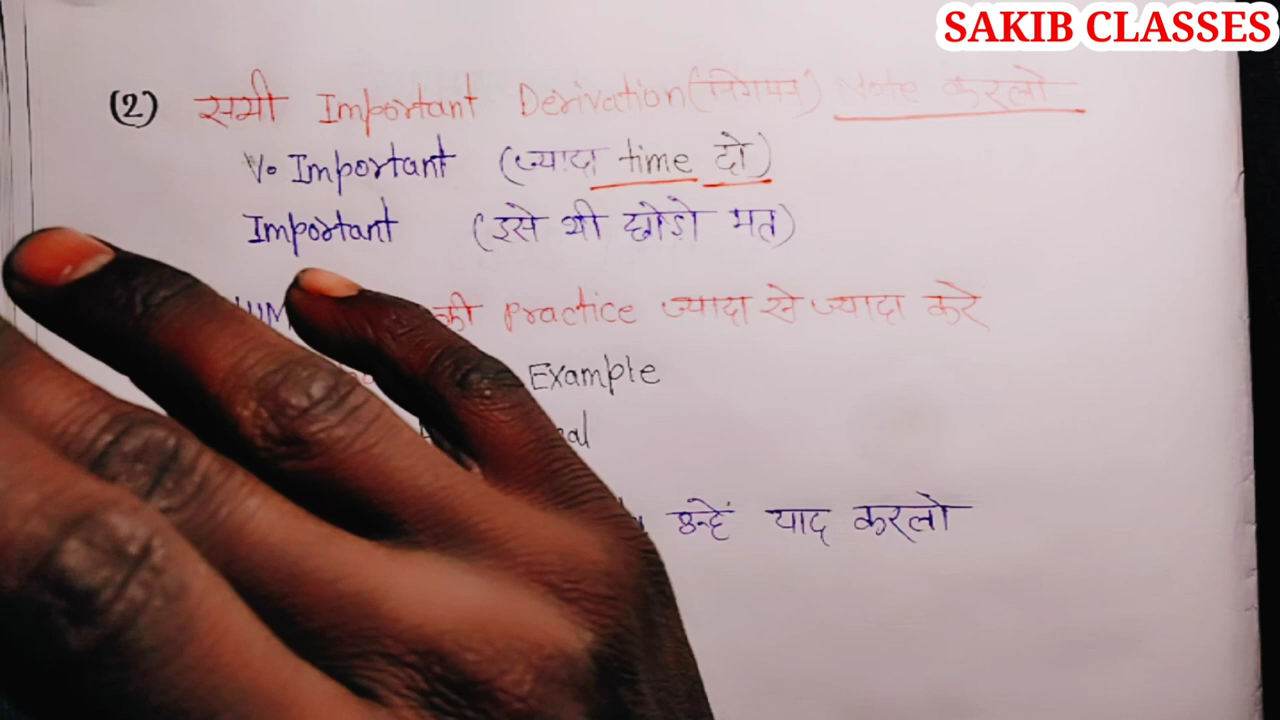 SAKIB CLASSES
(2) सभी Important Derivation (निगमन) Note करलो
V. Important (ज्यादा time दो)
Important (इसे भी छोड़ो मत)
की practice ज्यादा से ज्यादा करे
Example
उन्हें याद करलो